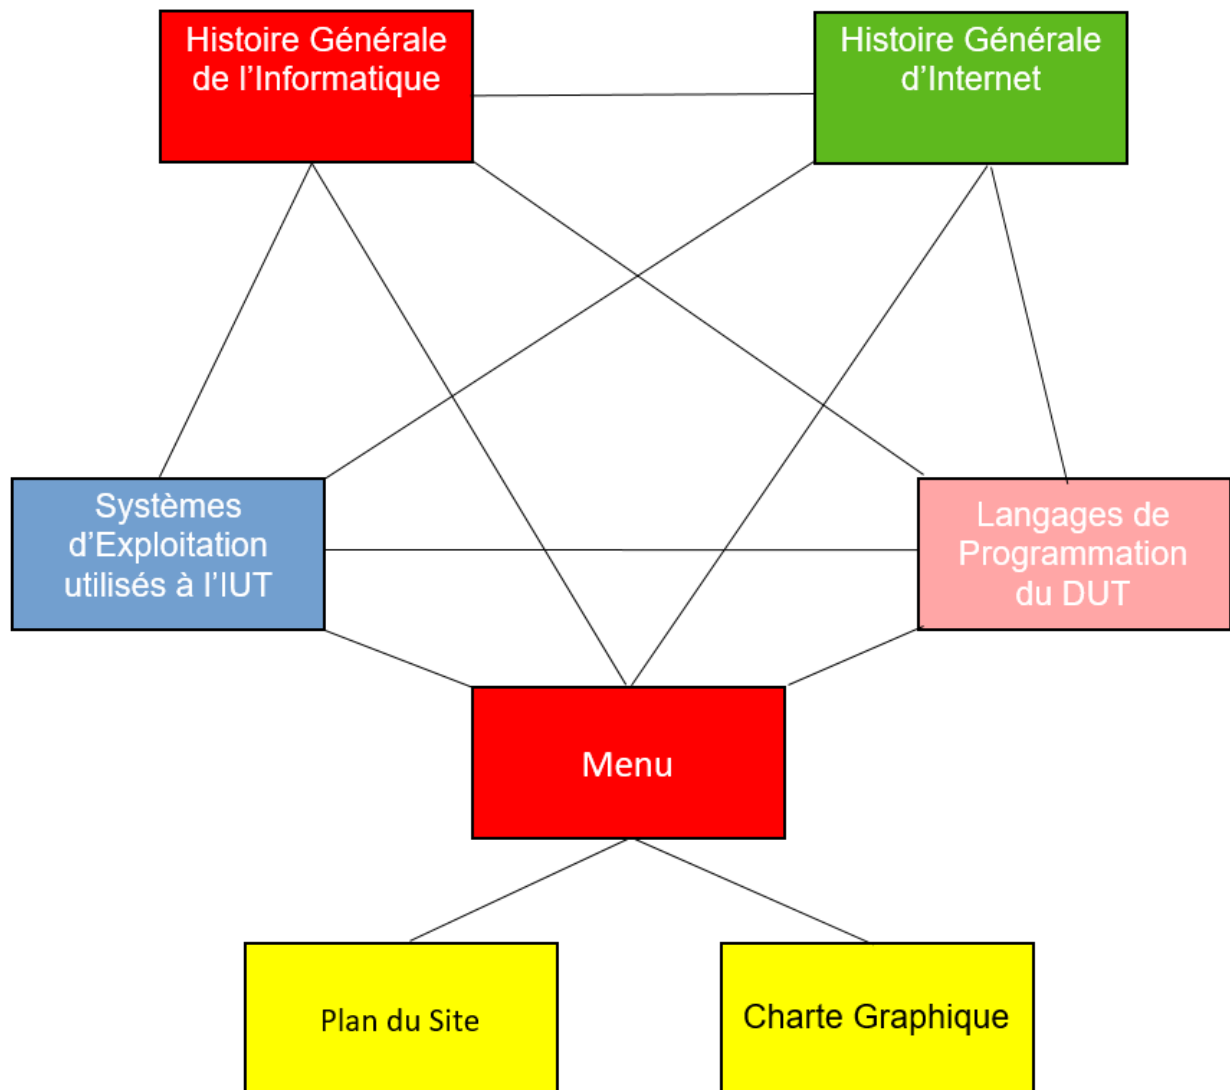 Histoire Générale
de l’Informatique
Histoire Générale
d’Internet
Systèmes
d’Exploitation
utilisés à l’IUT
Langages de
Programmation
du DUT
Menu
Plan du Site
Charte Graphique